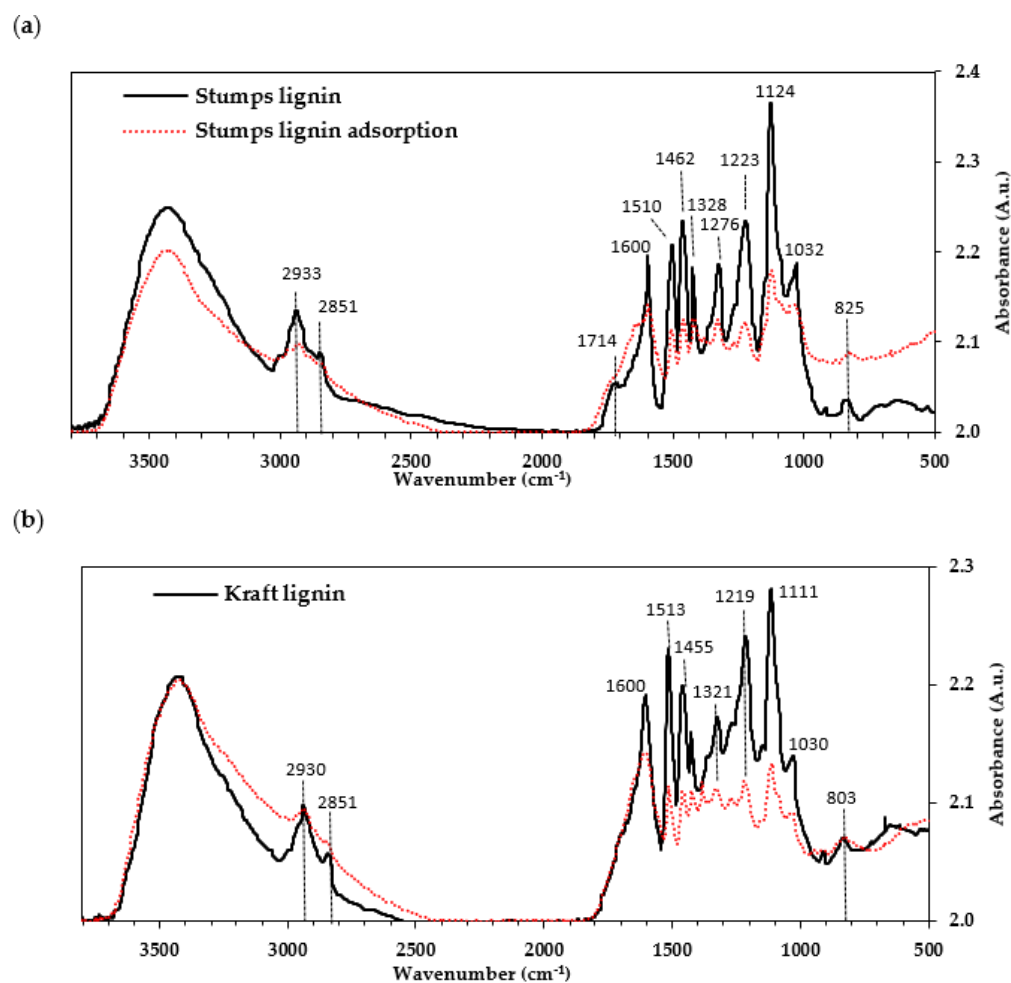 (a)
Stumps lignin
Stumps lignin adsorption
2933
2851
1714
1600
1510
1462
1328
1276
1223
1124
1032
825
2.4
2.3
2.2
2.1
2.0
Absorbance (A.u.)
3500 3000 2500 2000 1500 1000 500
Wavenumber (cm⁻¹)
(b)
Kraft lignin
2930
2851
1600
1513
1455
1321
1219
1111
1030
803
2.3
2.2
2.1
2.0
Absorbance (A.u.)
3500 3000 2500 2000 1500 1000 500
Wavenumber (cm⁻¹)